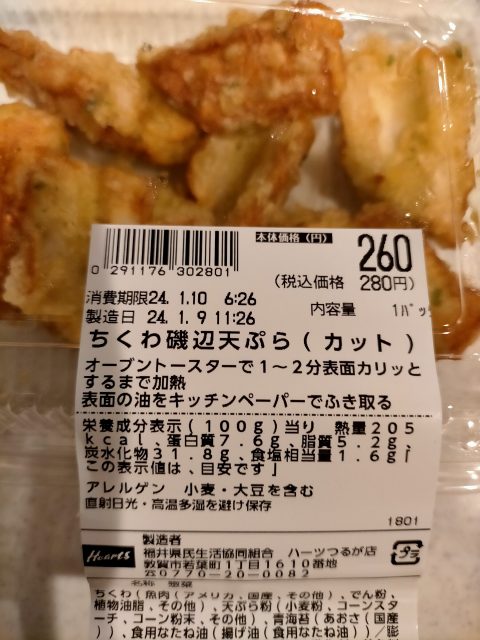 本体価格(円) 260
(税込価格 280円)
0 291176 302801
消費期限24. 1.10 6:26
内容量 1パッ
製造日 24. 1.9 11:26
ちくわ磯辺天ぷら(カット)
オーブントースターで1〜2分表面カリッと
するまで加熱
表面の油をキッチンペーパーでふき取る
栄養成分表示(100g)当り 熱量205
kcal、蛋白質7.6g、脂質5.2g、
炭水化物31.8g、食塩相当量1.6g「
この表示値は、目安です」
アレルゲン 小麦・大豆を含む
直射日光・高温多湿を避け保存
1801
製造者
Hearts 福井県民生活協同組合 ハーツつるが店
敦賀市若葉町1丁目1610番地
☎0770-20-0082
プラ
名称 惣菜
ちくわ(魚肉(アメリカ、国産、その他)、でん粉、
植物油脂、その他)、天ぷら粉(小麦粉、コーンスタ
ーチ、コーン粉末、その他)、青海苔(あおさ(国産
))、食用なたね油(揚げ油(食用なたね油)/膨